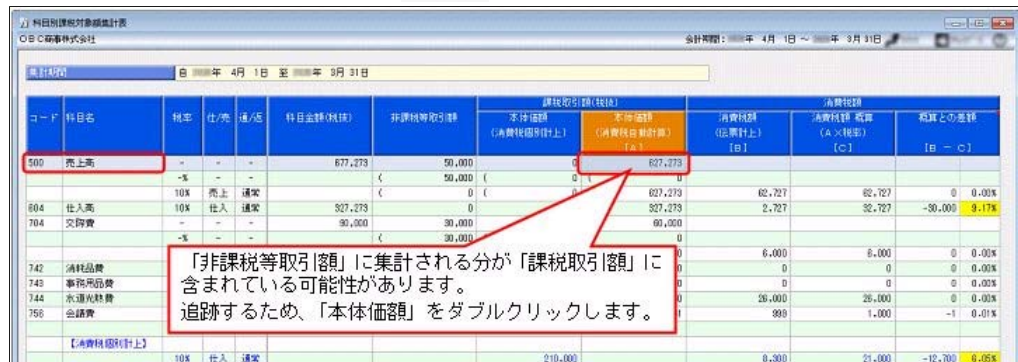 科目別課税対象額集計表
OBC商事株式会社 会計期間: 年 4月 1日 ~ 年 3月 31日
集計期間 自 年 4月 1日 至 年 3月 31日
課税取引額(税抜) 消費税額
コード 科目名 税率 仕/売 通/返 科目金額(税抜) 非課税等取引額 本体価額 本体価額 消費税額 消費税額 概算 概算との差額
(消費税個別計上) (消費税自動計算) (伝票計上) (A×税率)
[A] [B] [C] [B - C]
500 売上高 - - - 677,273 50,000 0 627,273
-% - - ( 50,000 ( 0 ( 0
10% 売上 通常 ( 0 ( 627,273 62,727 62,727 0 0.00%
604 仕入高 10% 仕入 通常 327,273 0 327,273 2,727 32,727 -30,000 9.17%
704 交際費 - - - 90,000 30,000 60,000
-% - - ( 30,000 0
0 6,000 6,000 0 0.00%
742 消耗品費 0 0 0 0 0.00%
743 事務用品費 0 0 0 0 0.00%
744 水道光熱費 0 26,000 26,000 0 0.00%
756 会議費 1 999 1,000 -1 0.01%
「非課税等取引額」に集計される分が「課税取引額」に
含まれている可能性があります。
追跡するため、「本体価額」をダブルクリックします。
【消費税個別計上】
10% 仕入 通常 210,000 8,300 21,000 -12,700 6.05%